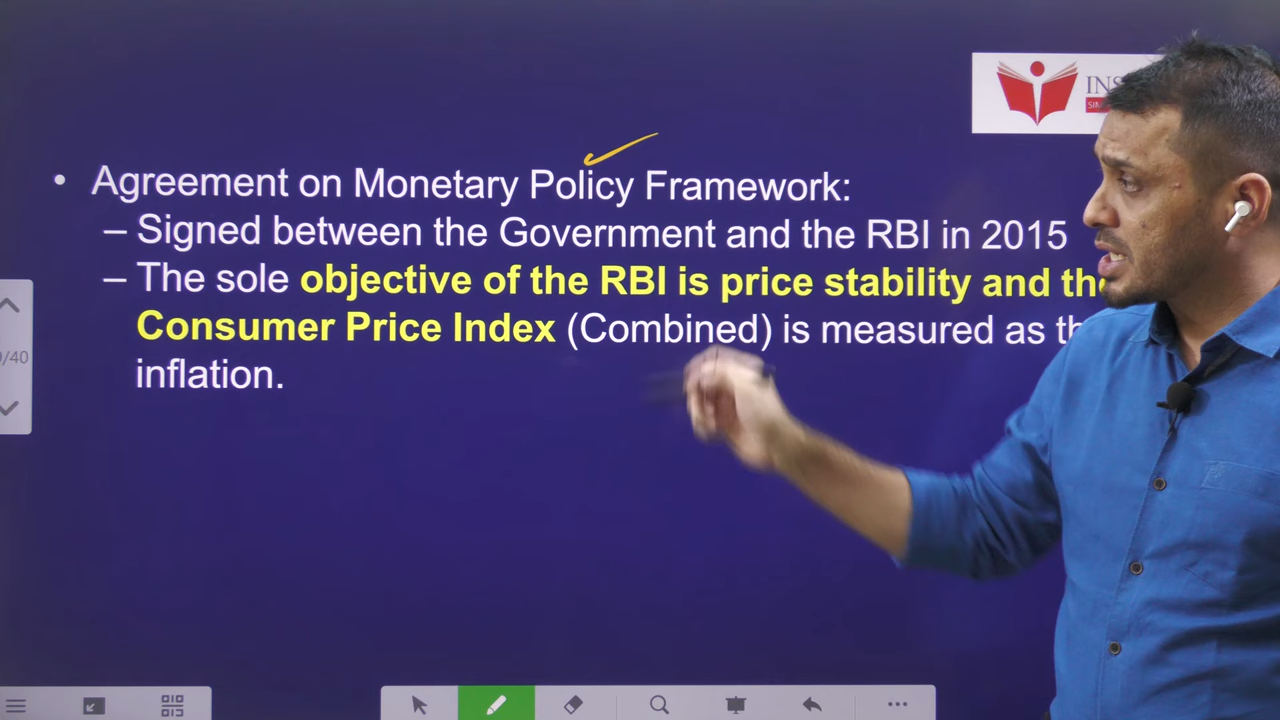 • Agreement on Monetary Policy Framework:
– Signed between the Government and the RBI in 2015
– The sole objective of the RBI is price stability and the
Consumer Price Index (Combined) is measured as
inflation.
/40